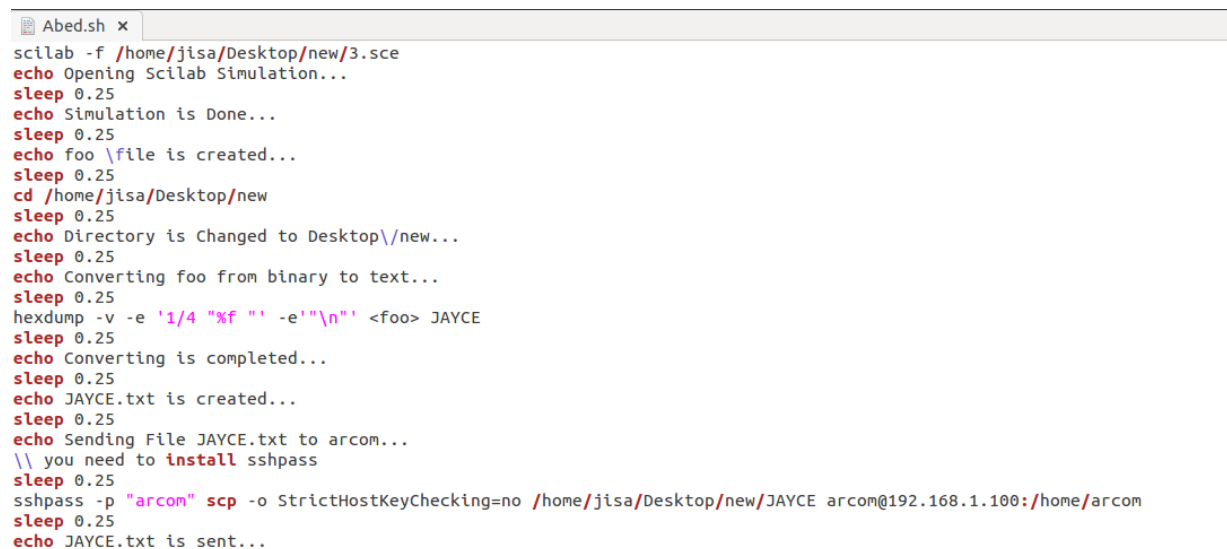 Abed.sh ×
scilab -f /home/jisa/Desktop/new/3.sce
echo Opening Scilab Simulation...
sleep 0.25
echo Simulation is Done...
sleep 0.25
echo foo \file is created...
sleep 0.25
cd /home/jisa/Desktop/new
sleep 0.25
echo Directory is Changed to Desktop\/new...
sleep 0.25
echo Converting foo from binary to text...
sleep 0.25
hexdump -v -e '1/4 "%f "' -e'"\n"' <foo> JAYCE
sleep 0.25
echo Converting is completed...
sleep 0.25
echo JAYCE.txt is created...
sleep 0.25
echo Sending File JAYCE.txt to arcom...
\\ you need to install sshpass
sleep 0.25
sshpass -p "arcom" scp -o StrictHostKeyChecking=no /home/jisa/Desktop/new/JAYCE arcom@192.168.1.100:/home/arcom
sleep 0.25
echo JAYCE.txt is sent...